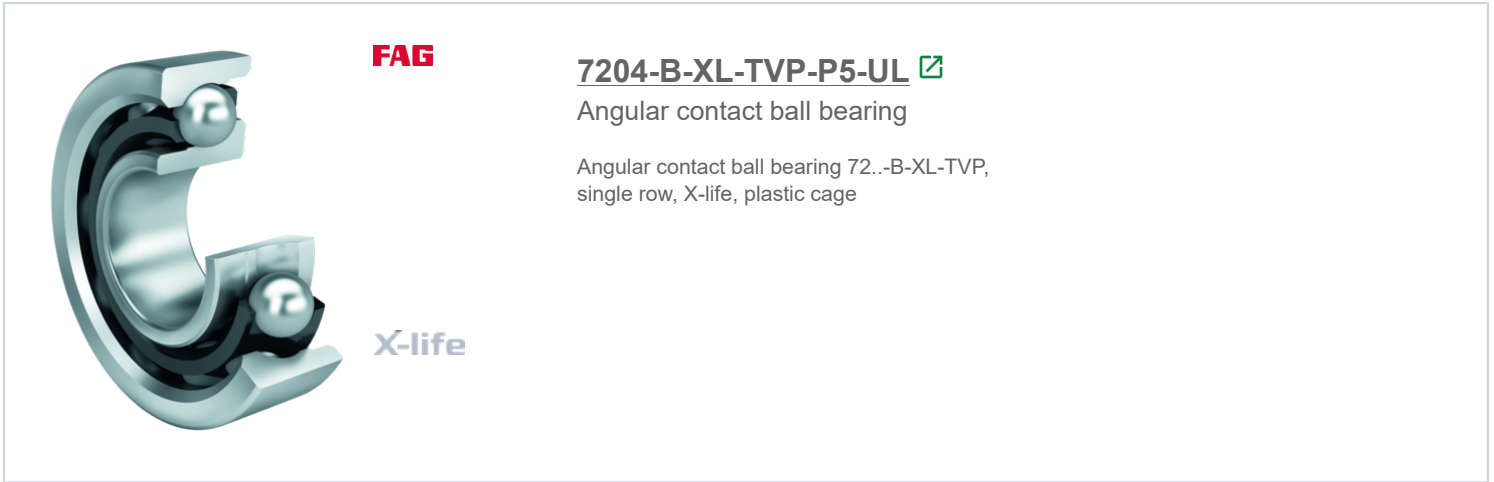 FAG
7204-B-XL-TVP-P5-UL
Angular contact ball bearing
Angular contact ball bearing 72..-B-XL-TVP,
single row, X-life, plastic cage
X-life